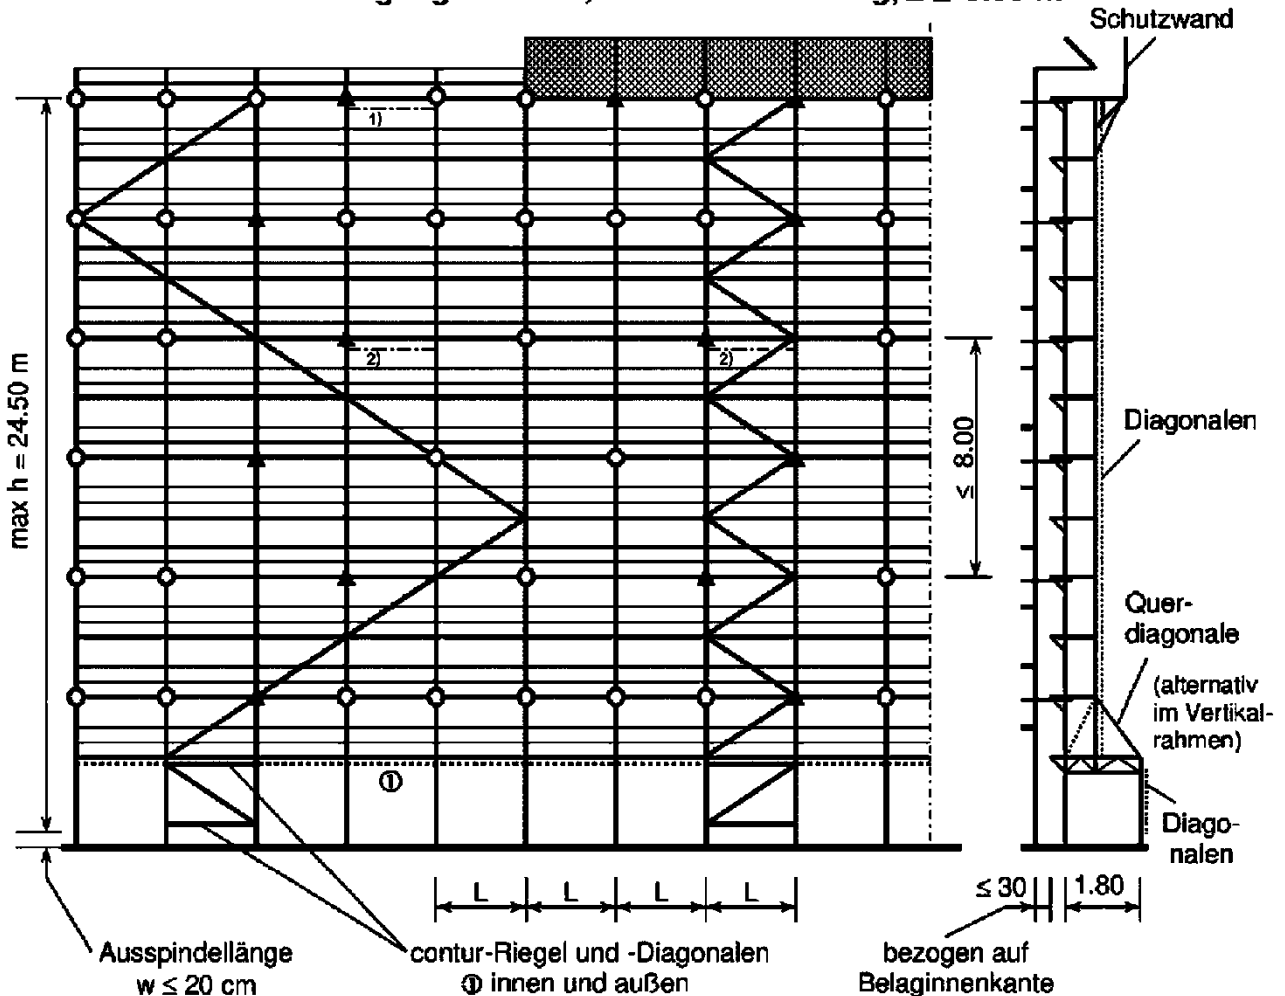 Schutzwand
1)
2)
2)
max h = 24.50 m
≤ 8.00
Diagonalen
Quer-
diagonale
(alternativ
im Vertikal-
rahmen)
①
Diago-
nalen
L
L
L
L
≤ 30
1.80
Ausspindellänge
w ≤ 20 cm
contur-Riegel und -Diagonalen
① innen und außen
bezogen auf
Belaginnenkante